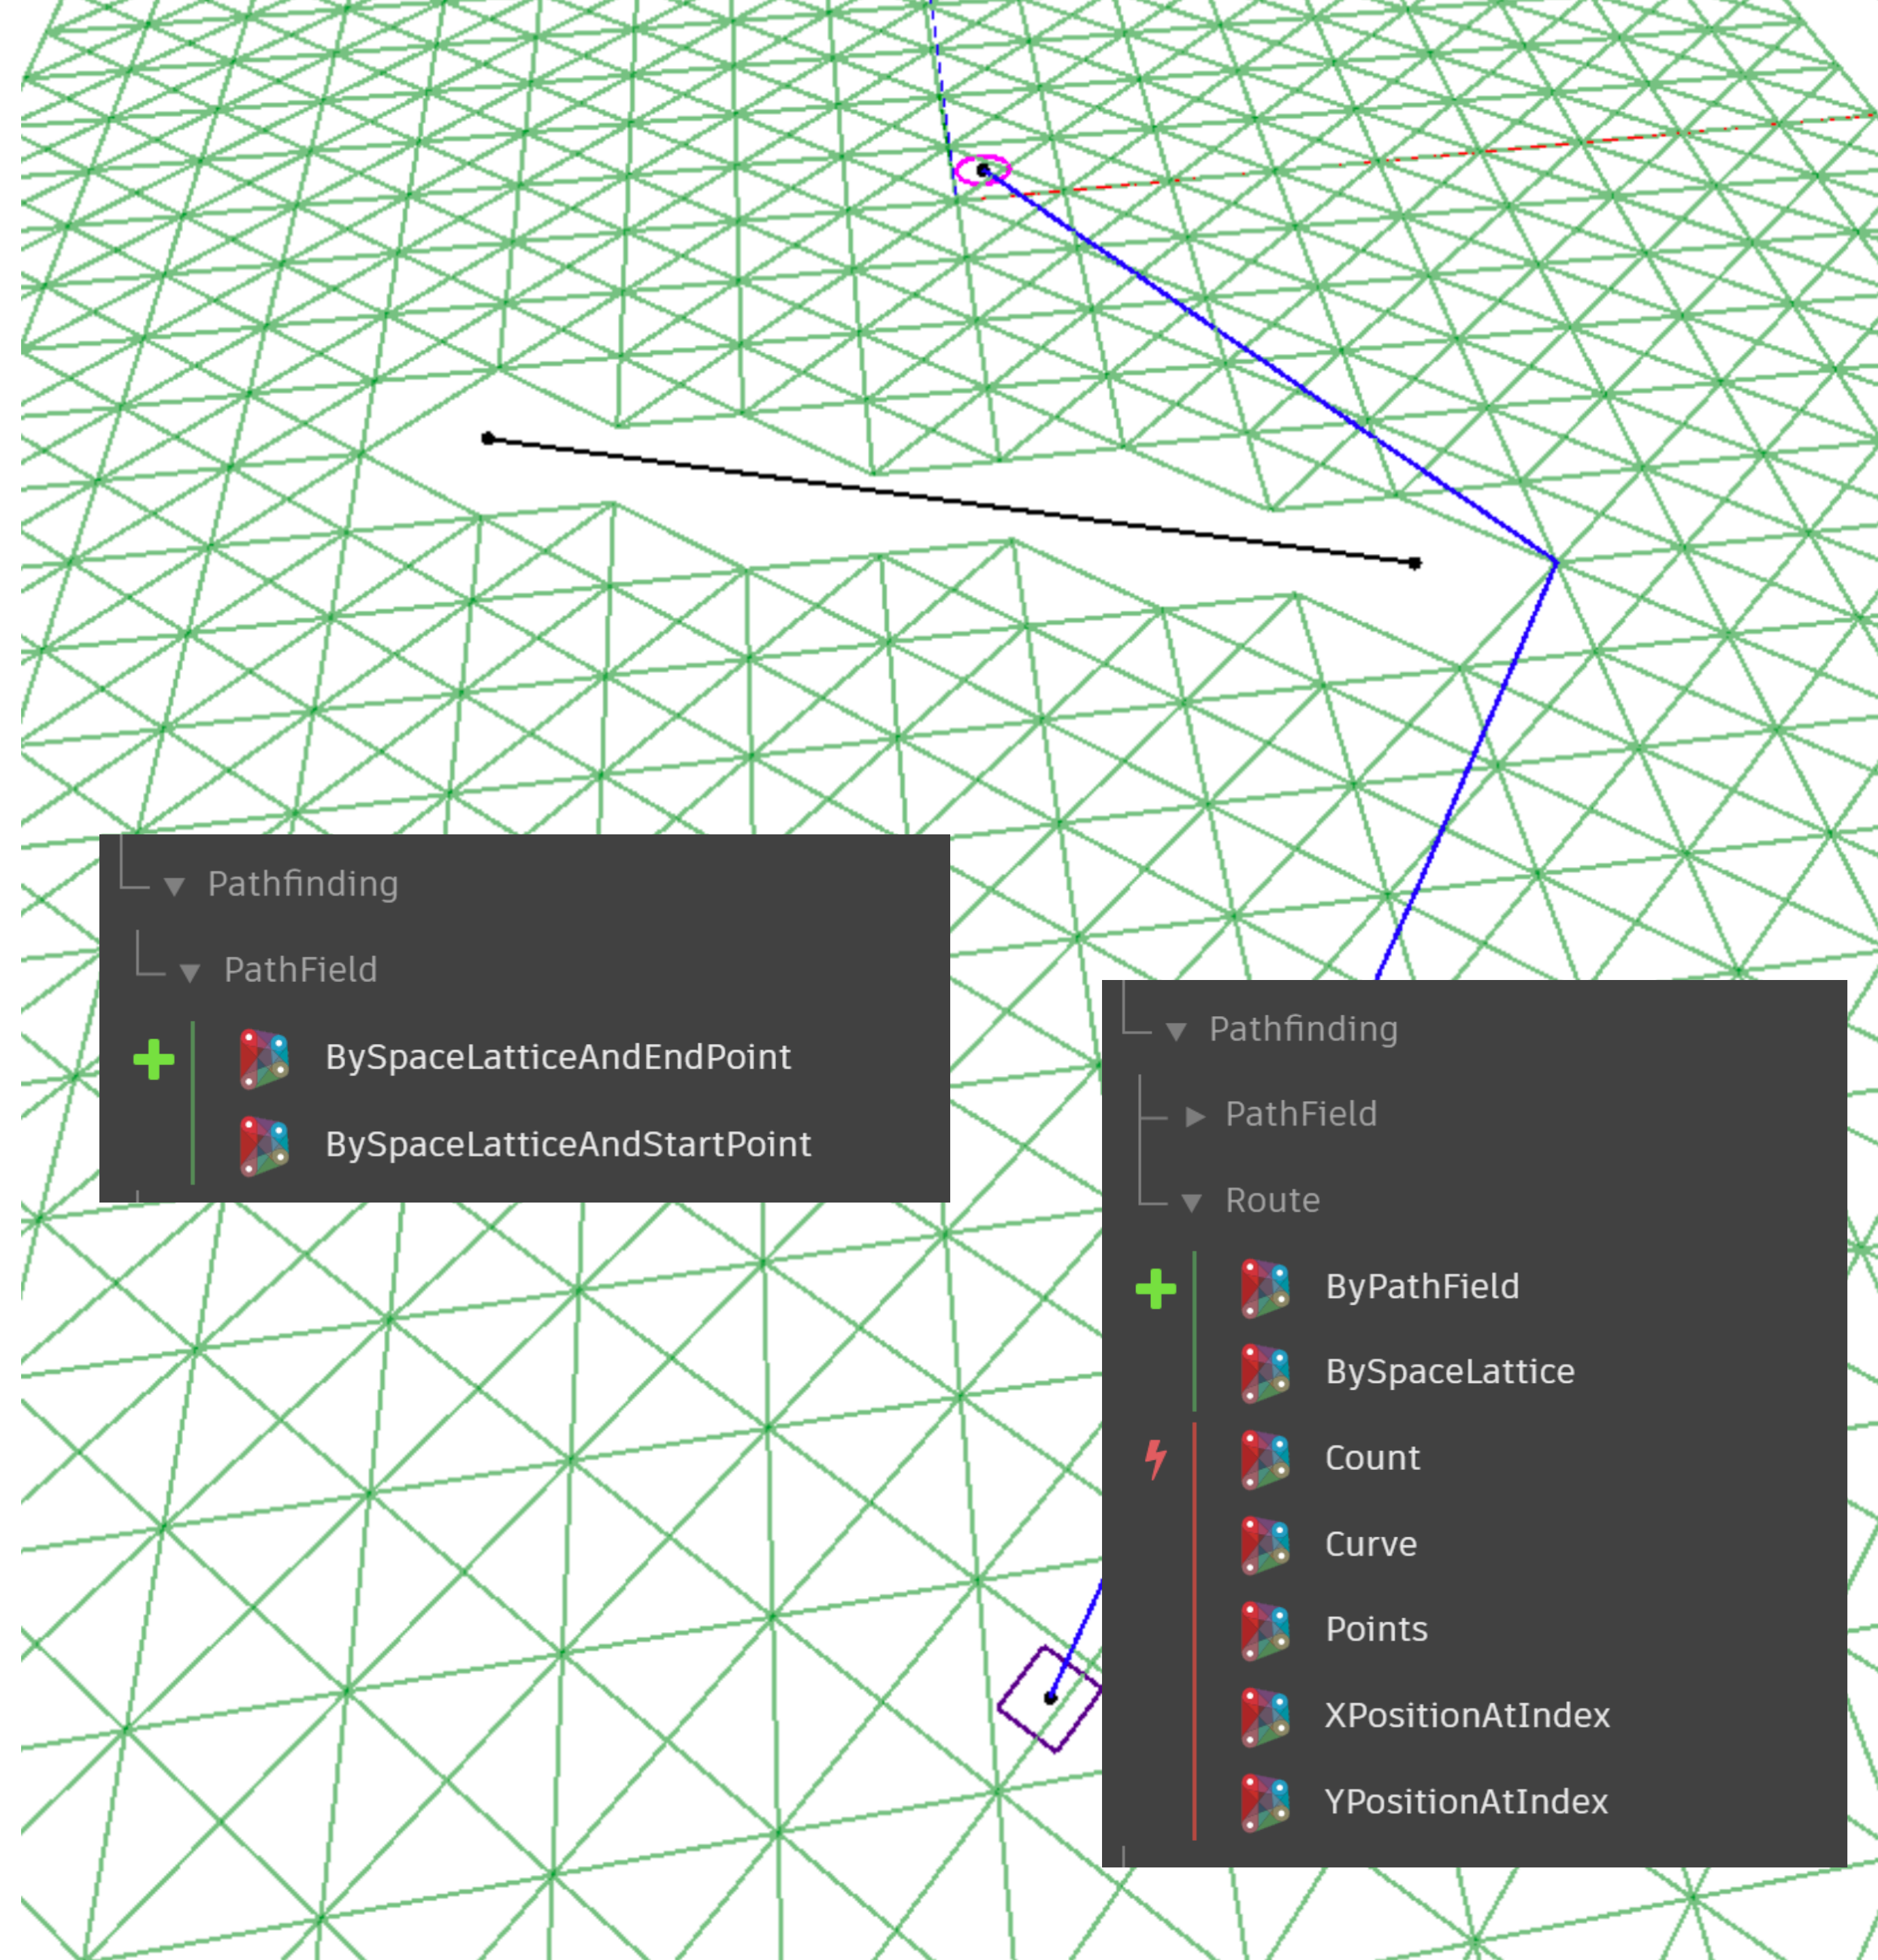 Pathfinding
PathField
BySpaceLatticeAndEndPoint
BySpaceLatticeAndStartPoint
Pathfinding
PathField
Route
ByPathField
BySpaceLattice
Count
Curve
Points
XPositionAtIndex
YPositionAtIndex